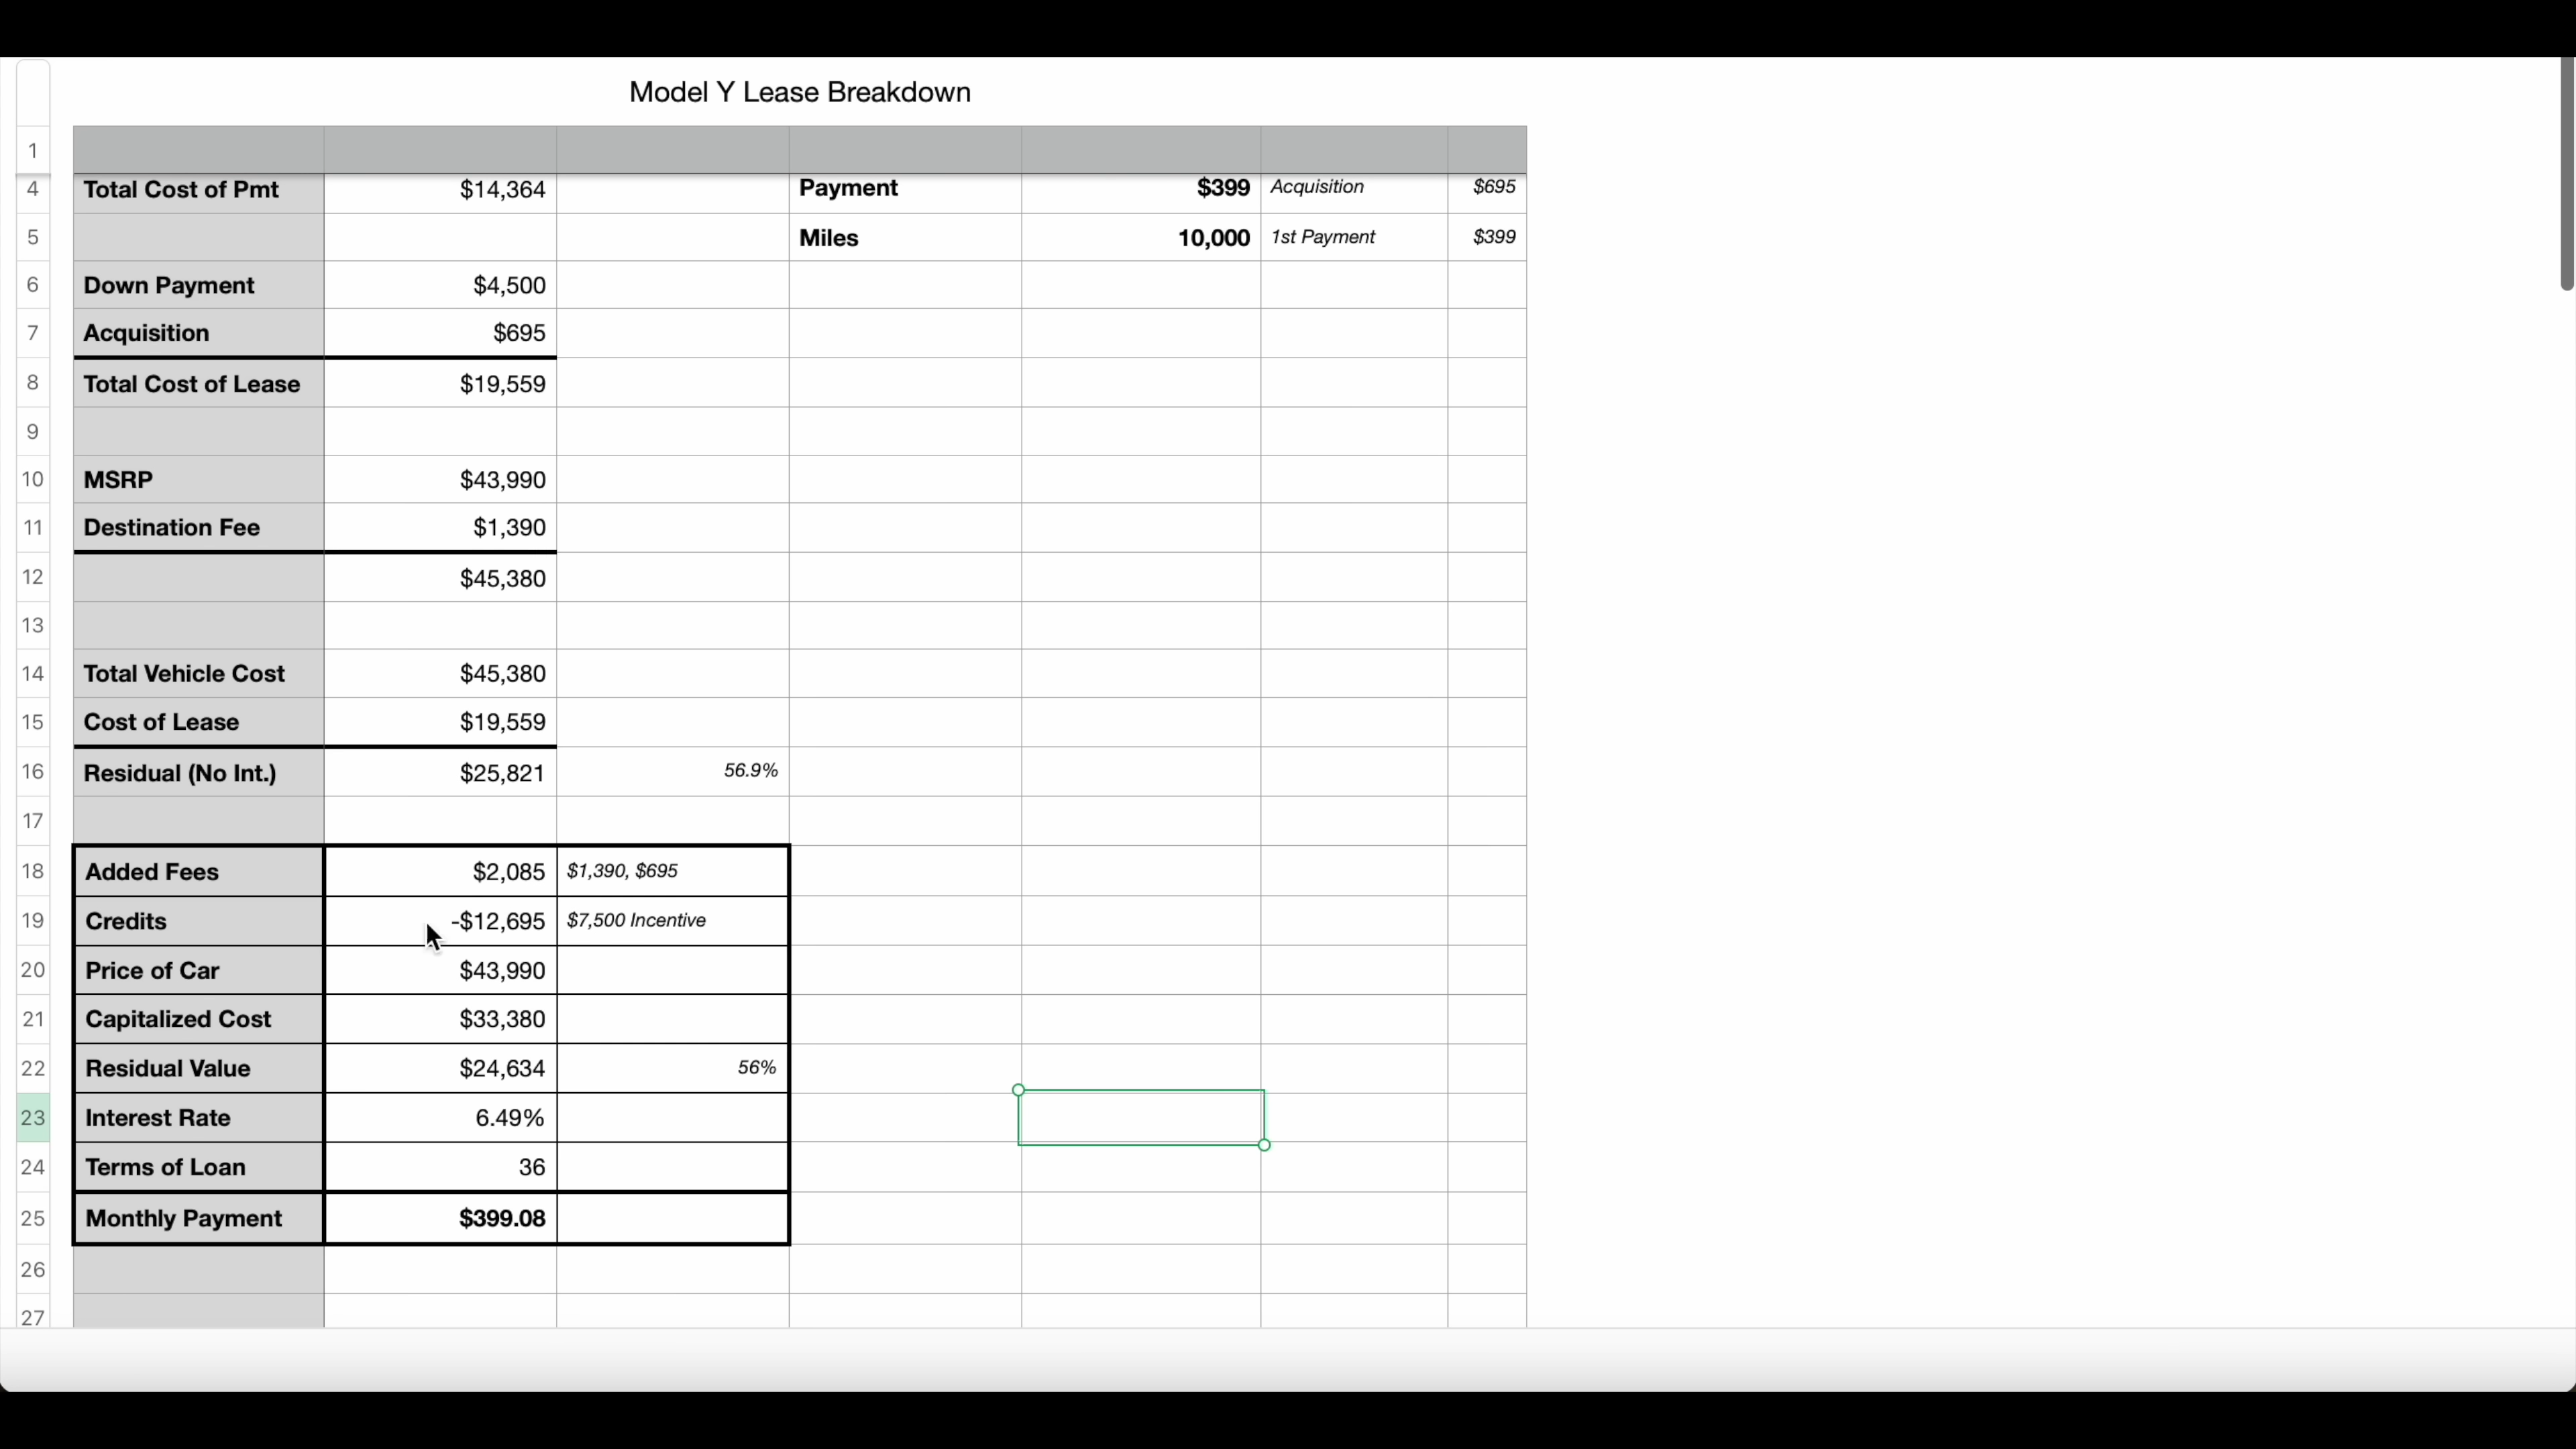 Model Y Lease Breakdown
1
4 Total Cost of Pmt $14,364 Payment $399 Acquisition $695
5 Miles 10,000 1st Payment $399
6 Down Payment $4,500
7 Acquisition $695
8 Total Cost of Lease $19,559
9
10 MSRP $43,990
11 Destination Fee $1,390
12 $45,380
13
14 Total Vehicle Cost $45,380
15 Cost of Lease $19,559
16 Residual (No Int.) $25,821 56.9%
17
18 Added Fees $2,085 $1,390, $695
19 Credits -$12,695 $7,500 Incentive
20 Price of Car $43,990
21 Capitalized Cost $33,380
22 Residual Value $24,634 56%
23 Interest Rate 6.49%
24 Terms of Loan 36
25 Monthly Payment $399.08
26
27